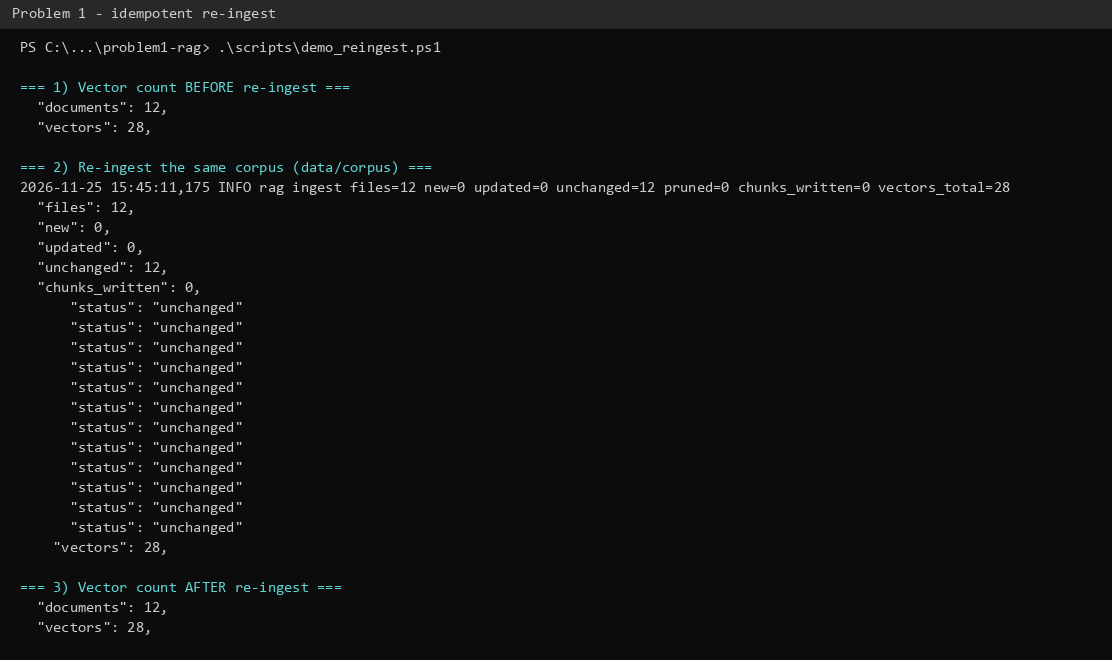 Problem 1 - idempotent re-ingest
PS C:\...\problem1-rag> .\scripts\demo_reingest.ps1
=== 1) Vector count BEFORE re-ingest ===
"documents": 12,
"vectors": 28,
=== 2) Re-ingest the same corpus (data/corpus) ===
2026-11-25 15:45:11,175 INFO rag ingest files=12 new=0 updated=0 unchanged=12 pruned=0 chunks_written=0 vectors_total=28
"files": 12,
"new": 0,
"updated": 0,
"unchanged": 12,
"chunks_written": 0,
"status": "unchanged"
"status": "unchanged"
"status": "unchanged"
"status": "unchanged"
"status": "unchanged"
"status": "unchanged"
"status": "unchanged"
"status": "unchanged"
"status": "unchanged"
"status": "unchanged"
"status": "unchanged"
"status": "unchanged"
"vectors": 28,
=== 3) Vector count AFTER re-ingest ===
"documents": 12,
"vectors": 28,